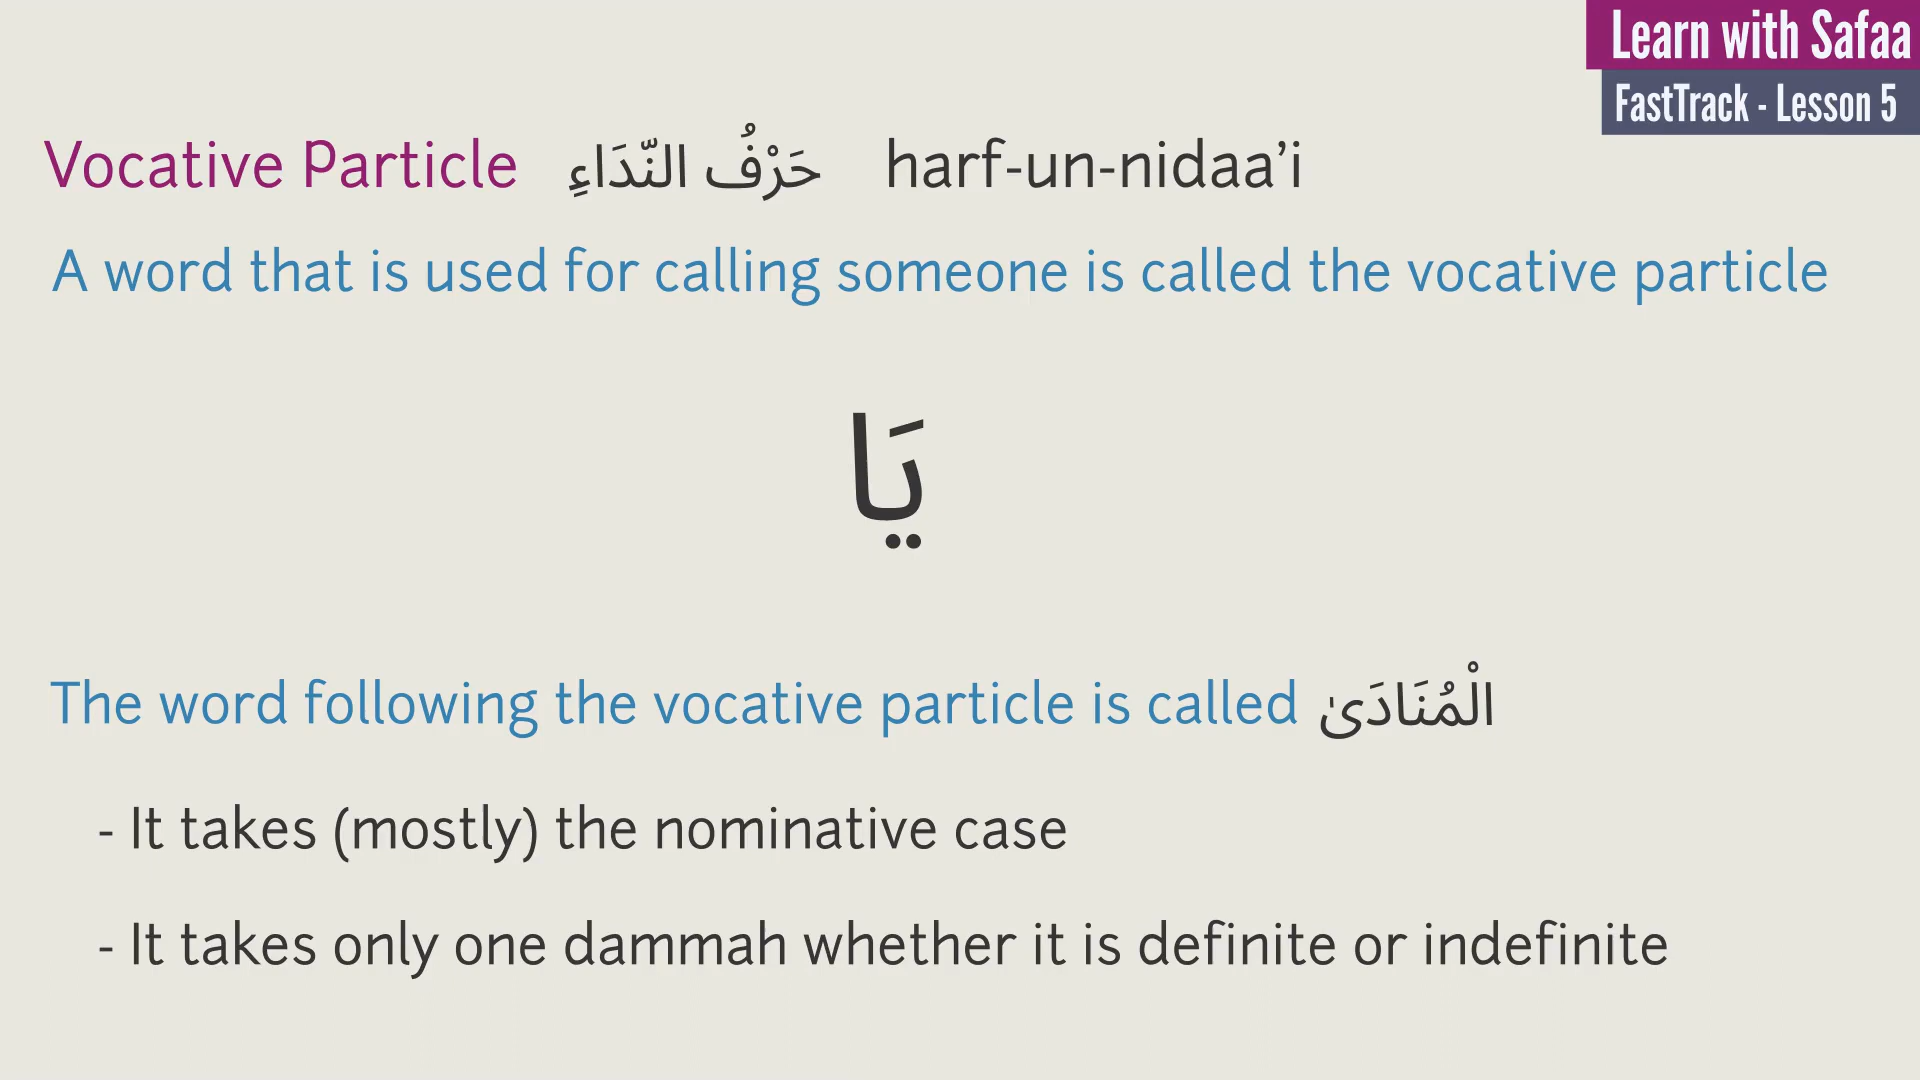 Learn with Safaa
FastTrack - Lesson 5
Vocative Particle حَرْفُ النّدَاءِ harf-un-nidaa’i
A word that is used for calling someone is called the vocative particle
يَا
The word following the vocative particle is called الْمُنَادَىٰ
- It takes (mostly) the nominative case
- It takes only one dammah whether it is definite or indefinite